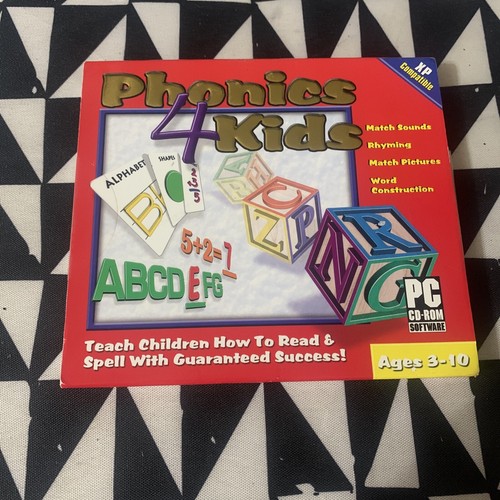 XP
Compatible
Phonics
4 Kids
Match Sounds
Rhyming
Match Pictures
Word
Construction
ALPHABET
SHAPES
B
5+2=7
ABCDEFG
Z P
N R C
PC
CD-ROM
SOFTWARE
Teach Children How To Read &
Spell With Guaranteed Success!
Ages 3-10